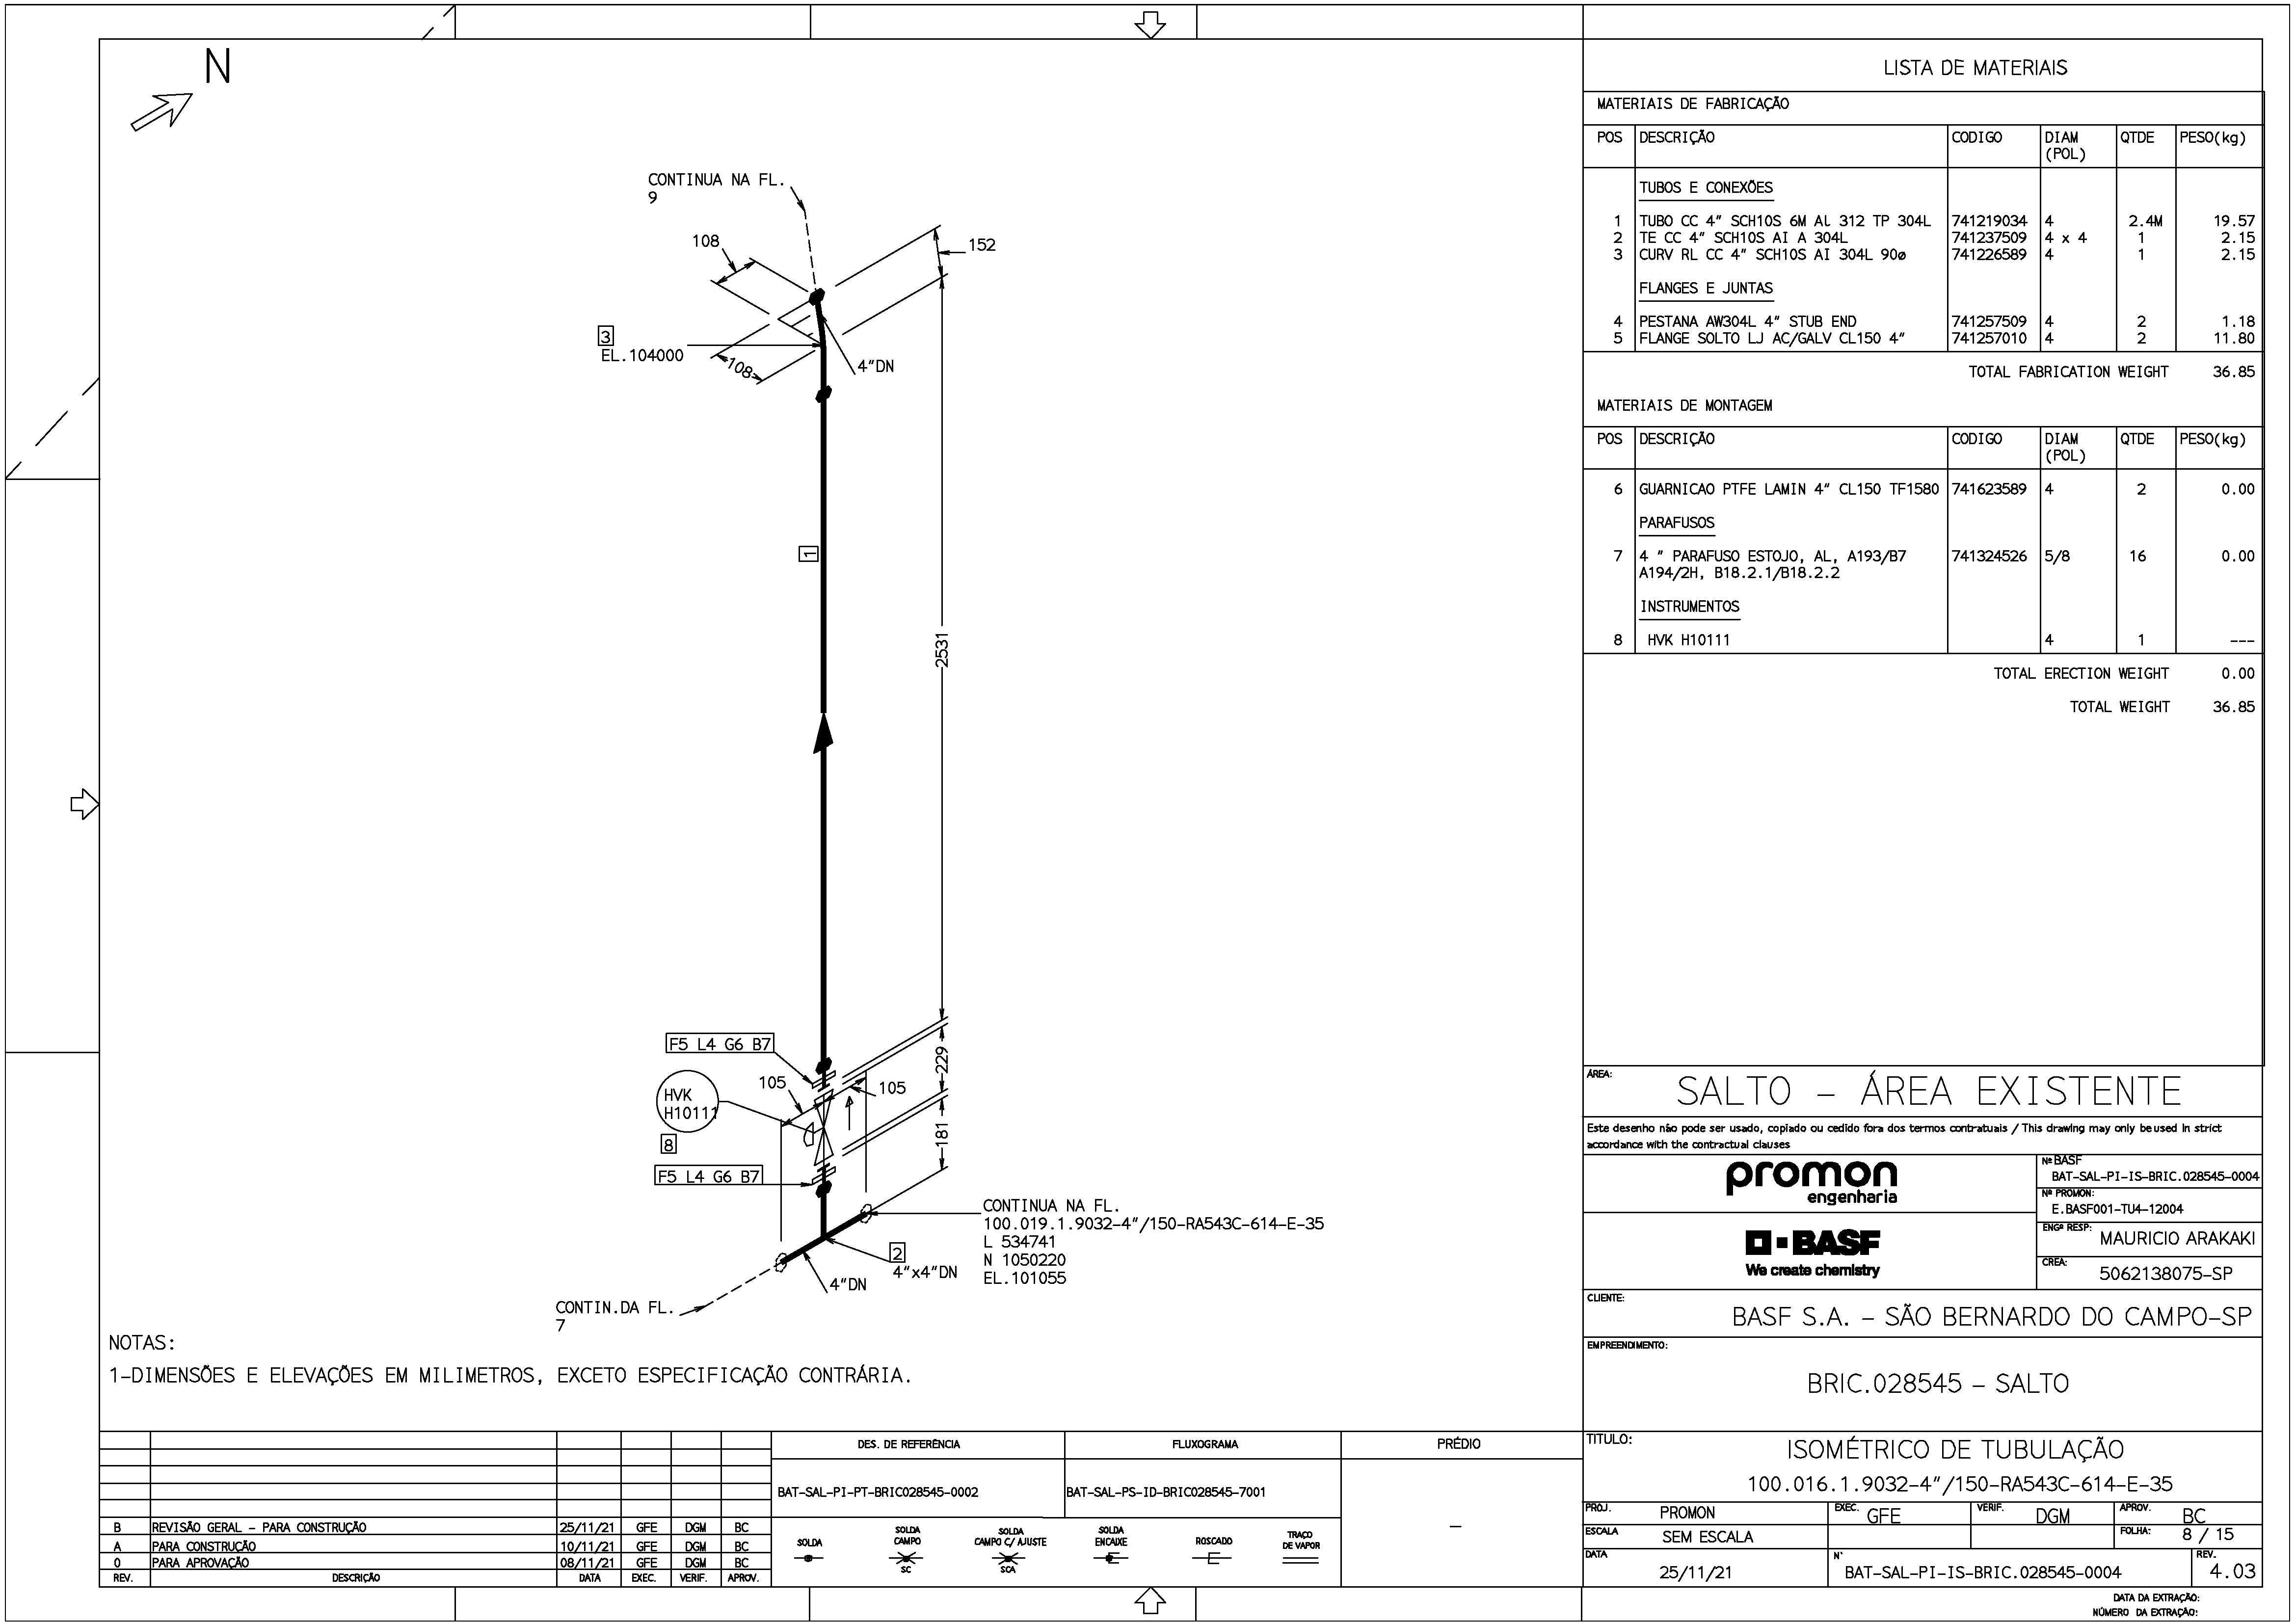 N
CONTINUA NA FL.
9
108
152
3
EL.104000
108
4"DN
1
2531
F5 L4 G6 B7
229
HVK
H10111
105
105
8
181
F5 L4 G6 B7
CONTINUA NA FL.
100.019.1.9032-4"/150-RA543C-614-E-35
L 534741
N 1050220
EL.101055
2
4"x4"DN
4"DN
CONTIN.DA FL.
7
NOTAS:
1-DIMENSÕES E ELEVAÇÕES EM MILIMETROS, EXCETO ESPECIFICAÇÃO CONTRÁRIA.
LISTA DE MATERIAIS
MATERIAIS DE FABRICAÇÃO
POS DESCRIÇÃO CODIGO DIAM (POL) QTDE PESO(kg)
TUBOS E CONEXÕES
1 TUBO CC 4" SCH10S 6M AL 312 TP 304L 741219034 4 2.4M 19.57
2 TE CC 4" SCH10S AI A 304L 741237509 4 x 4 1 2.15
3 CURV RL CC 4" SCH10S AI 304L 90ø 741226589 4 1 2.15
FLANGES E JUNTAS
4 PESTANA AW304L 4" STUB END 741257509 4 2 1.18
5 FLANGE SOLTO LJ AC/GALV CL150 4" 741257010 4 2 11.80
TOTAL FABRICATION WEIGHT 36.85
MATERIAIS DE MONTAGEM
POS DESCRIÇÃO CODIGO DIAM (POL) QTDE PESO(kg)
6 GUARNICAO PTFE LAMIN 4" CL150 TF1580 741623589 4 2 0.00
PARAFUSOS
7 4 " PARAFUSO ESTOJO, AL, A193/B7 741324526 5/8 16 0.00
A194/2H, B18.2.1/B18.2.2
INSTRUMENTOS
8 HVK H10111 4 1 ---
TOTAL ERECTION WEIGHT 0.00
TOTAL WEIGHT 36.85
ÁREA:
SALTO - ÁREA EXISTENTE
Este desenho não pode ser usado, copiado ou cedido fora dos termos contratuais / This drawing may only be used in strict
accordance with the contractual clauses
promon
engenharia
Nº BASF
BAT-SAL-PI-IS-BRIC.028545-0004
Nº PROMON:
E.BASF001-TU4-12004
BASF
We create chemistry
ENGº RESP:
MAURICIO ARAKAKI
CREA:
5062138075-SP
CLIENTE:
BASF S.A. - SÃO BERNARDO DO CAMPO-SP
EMPREENDIMENTO:
BRIC.028545 - SALTO
TITULO:
ISOMÉTRICO DE TUBULAÇÃO
100.016.1.9032-4"/150-RA543C-614-E-35
PROJ. PROMON EXEC. GFE VERIF. DGM APROV. BC
ESCALA SEM ESCALA FOLHA: 8 / 15
DATA 25/11/21 N° BAT-SAL-PI-IS-BRIC.028545-0004 REV. 4.03
DATA DA EXTRAÇÃO:
NÚMERO DA EXTRAÇÃO:
B REVISÃO GERAL - PARA CONSTRUÇÃO 25/11/21 GFE DGM BC
A PARA CONSTRUÇÃO 10/11/21 GFE DGM BC
0 PARA APROVAÇÃO 08/11/21 GFE DGM BC
REV. DESCRIÇÃO DATA EXEC. VERIF. APROV.
DES. DE REFERÊNCIA FLUXOGRAMA PRÉDIO
BAT-SAL-PI-PT-BRIC028545-0002 BAT-SAL-PS-ID-BRIC028545-7001 -
SOLDA
SOLDA CAMPO
SC
SOLDA CAMPO C/ AJUSTE
SCA
SOLDA ENCAIXE
ROSCADO
TRAÇO DE VAPOR